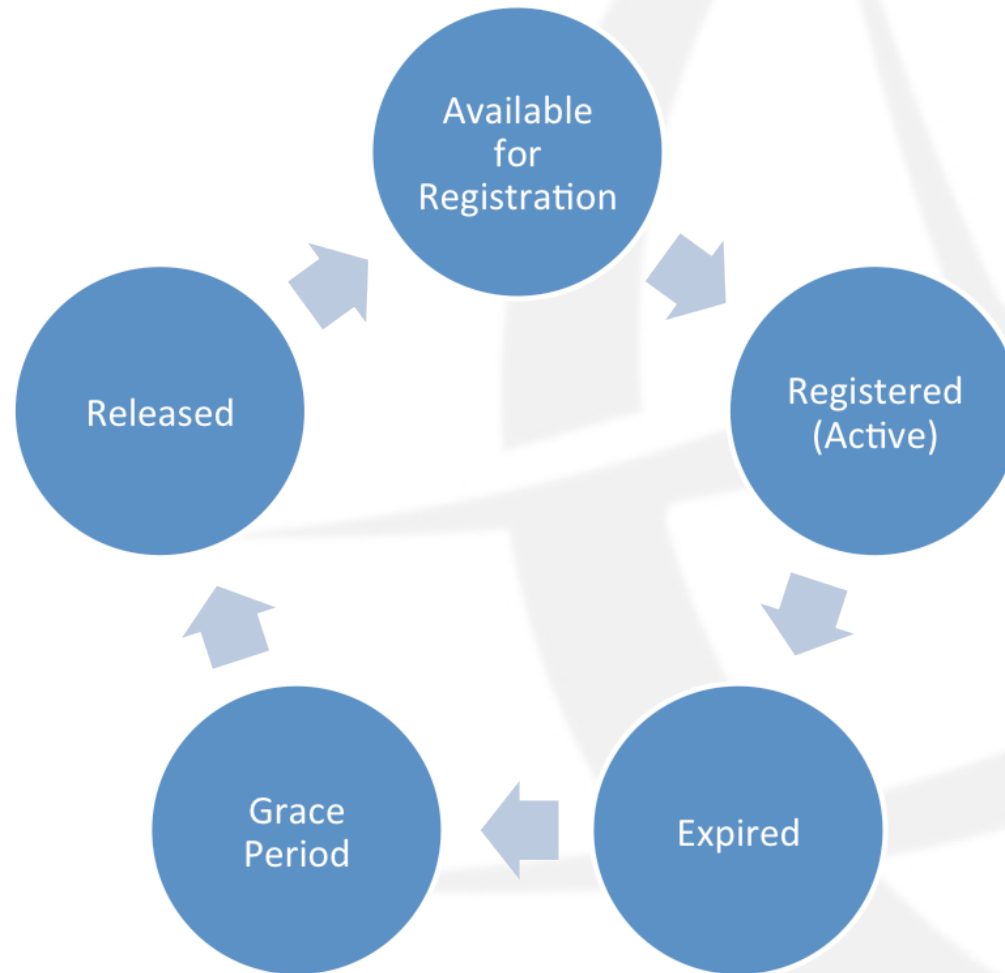 Available
for
Registration
Registered
(Active)
Expired
Grace
Period
Released